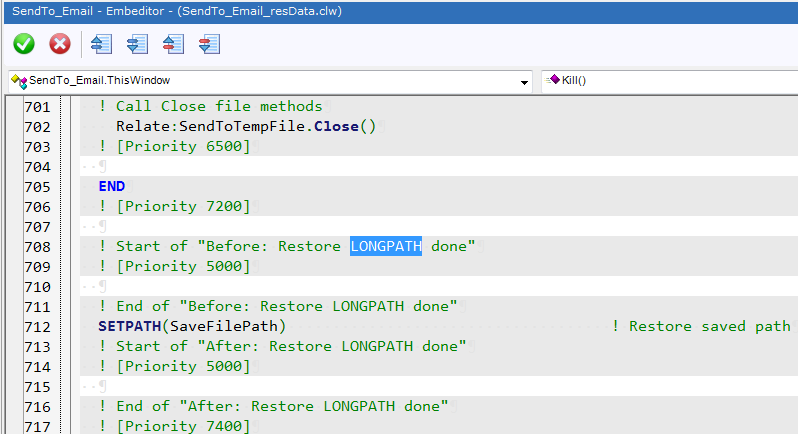 SendTo_Email - Embeditor - (SendTo_Email_resData.clw)
SendTo_Email.ThisWindow Kill()
701 ! Call Close file methods
702 Relate:SendToTempFile.Close()
703 ! [Priority 6500]
704
705 END
706 ! [Priority 7200]
707
708 ! Start of "Before: Restore LONGPATH done"
709 ! [Priority 5000]
710
711 ! End of "Before: Restore LONGPATH done"
712 SETPATH(SaveFilePath) ! Restore saved path
713 ! Start of "After: Restore LONGPATH done"
714 ! [Priority 5000]
715
716 ! End of "After: Restore LONGPATH done"
717 ! [Priority 7400]